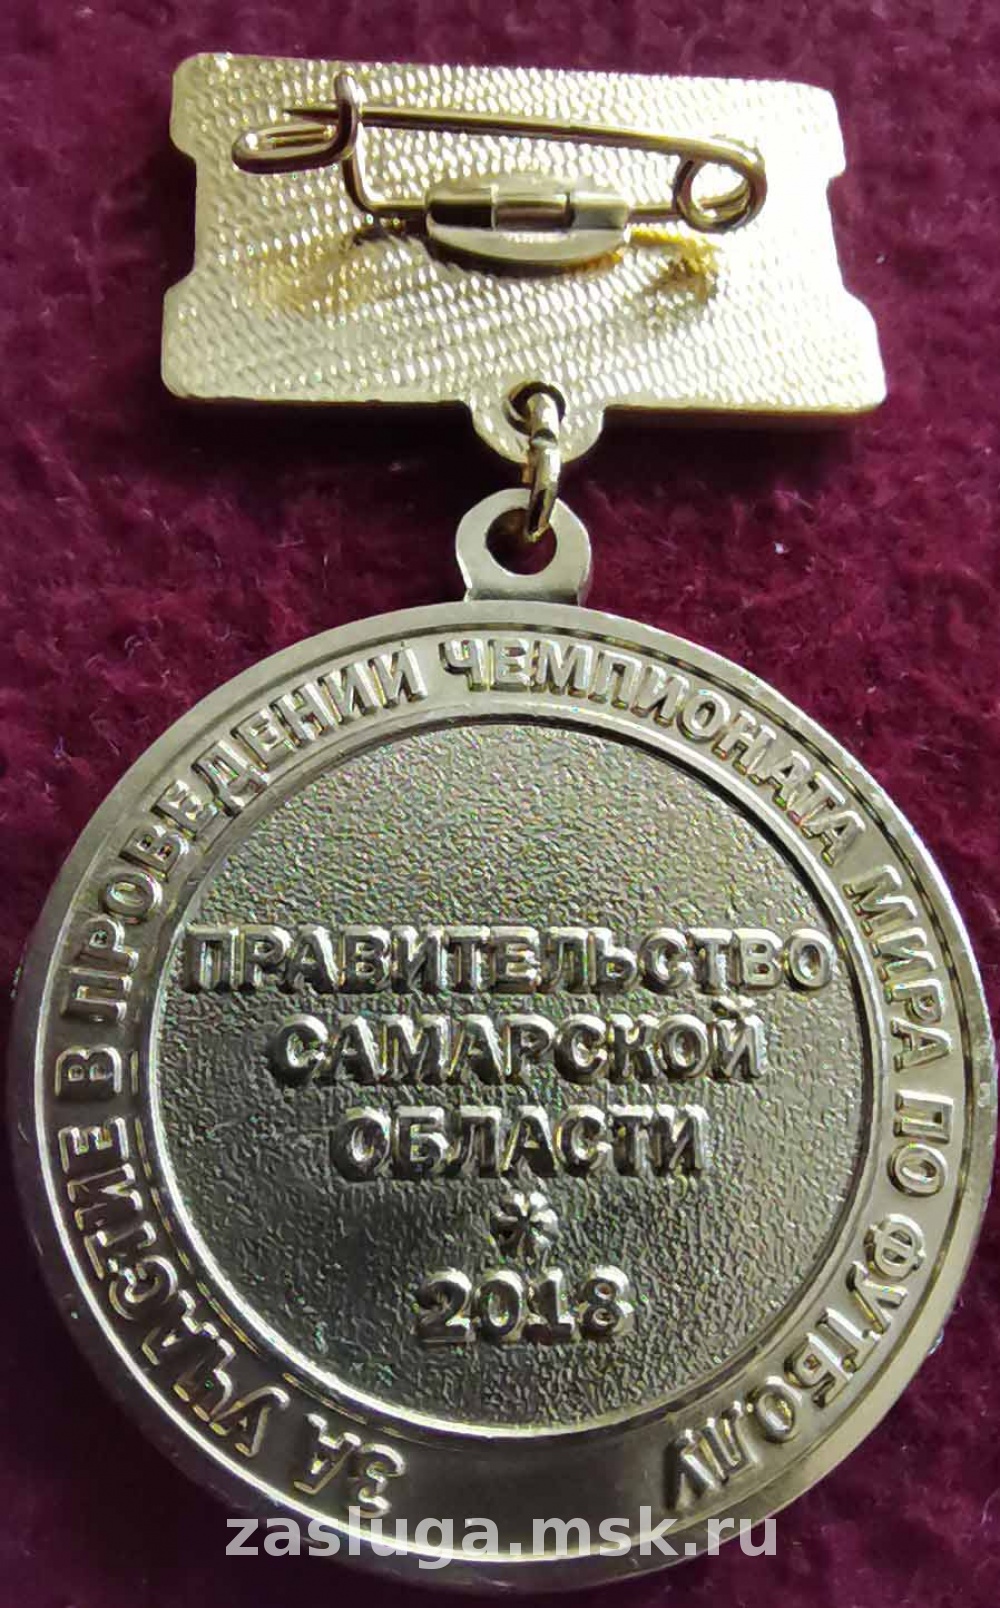 ЗА УЧАСТИЕ В ПРОВЕДЕНИИ ЧЕМПИОНАТА МИРА ПО ФУТБОЛУ
ПРАВИТЕЛЬСТВО
САМАРСКОЙ
ОБЛАСТИ
2018
zasluga.msk.ru